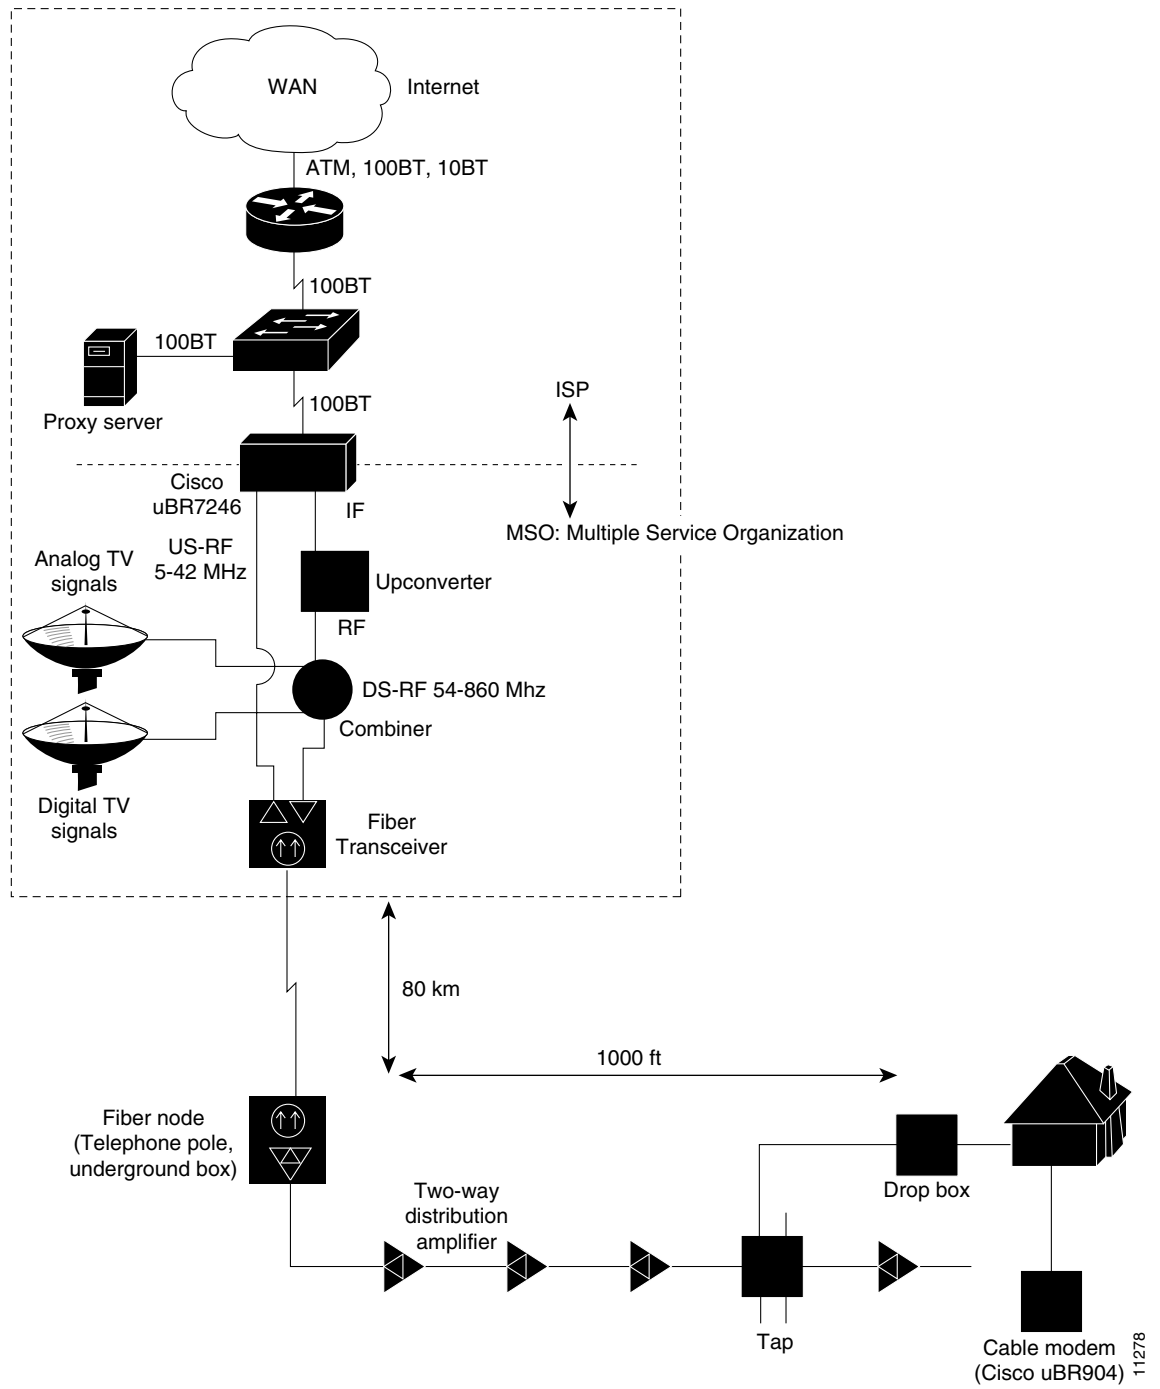 WAN
Internet
ATM, 100BT, 10BT
100BT
100BT
Proxy server
100BT
ISP
Cisco
uBR7246
IF
MSO: Multiple Service Organization
US-RF
5-42 MHz
Analog TV
signals
Upconverter
RF
DS-RF 54-860 Mhz
Combiner
Digital TV
signals
Fiber
Transceiver
80 km
1000 ft
Fiber node
(Telephone pole,
underground box)
Two-way
distribution
amplifier
Drop box
Tap
Cable modem
(Cisco uBR904)
11278